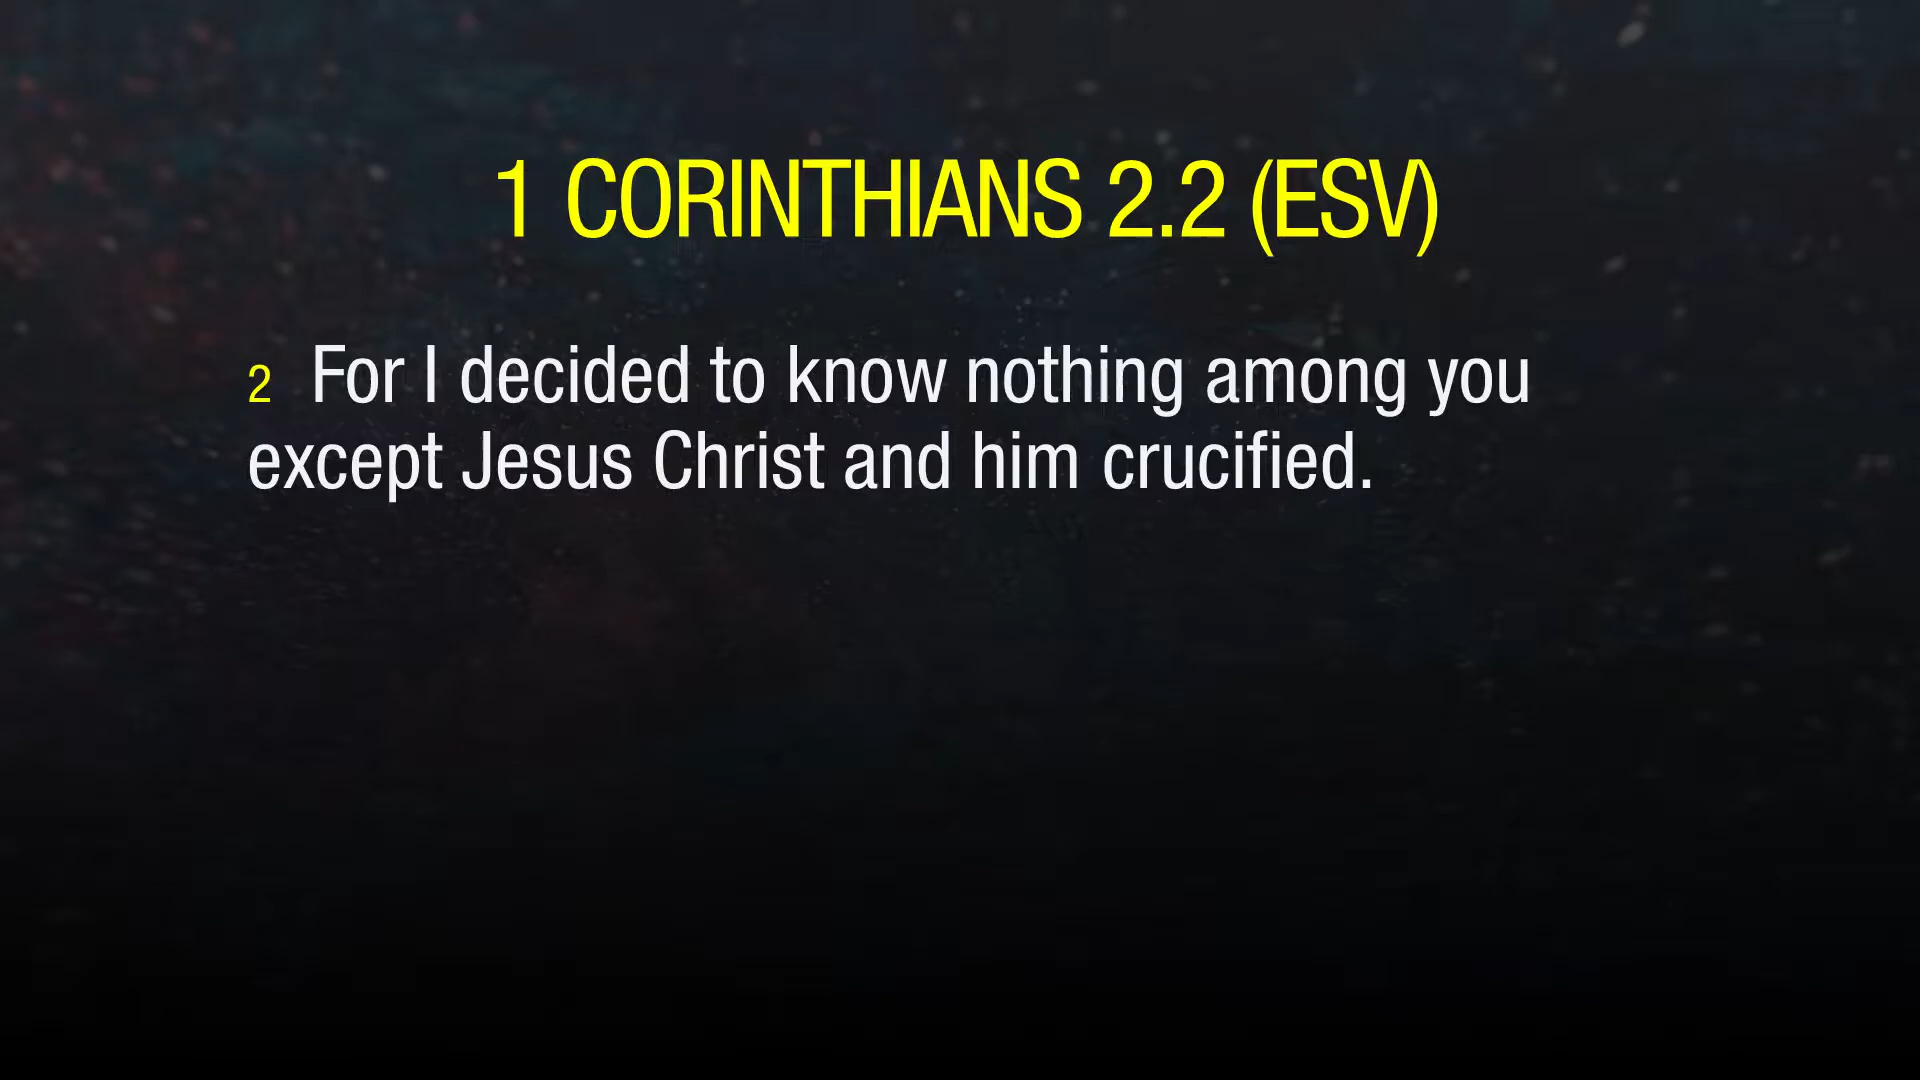 1 CORINTHIANS 2.2 (ESV)
2 For I decided to know nothing among you
except Jesus Christ and him crucified.